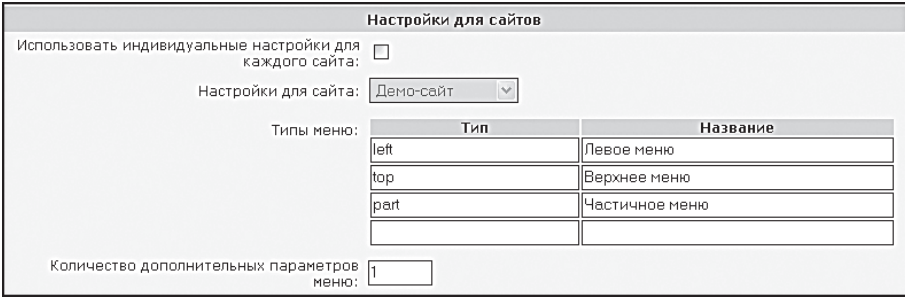 Настройки для сайтов
Использовать индивидуальные настройки для
каждого сайта:
Настройки для сайта: Демо-сайт
Типы меню: Тип Название
left Левое меню
top Верхнее меню
part Частичное меню
Количество дополнительных параметров
меню: 1